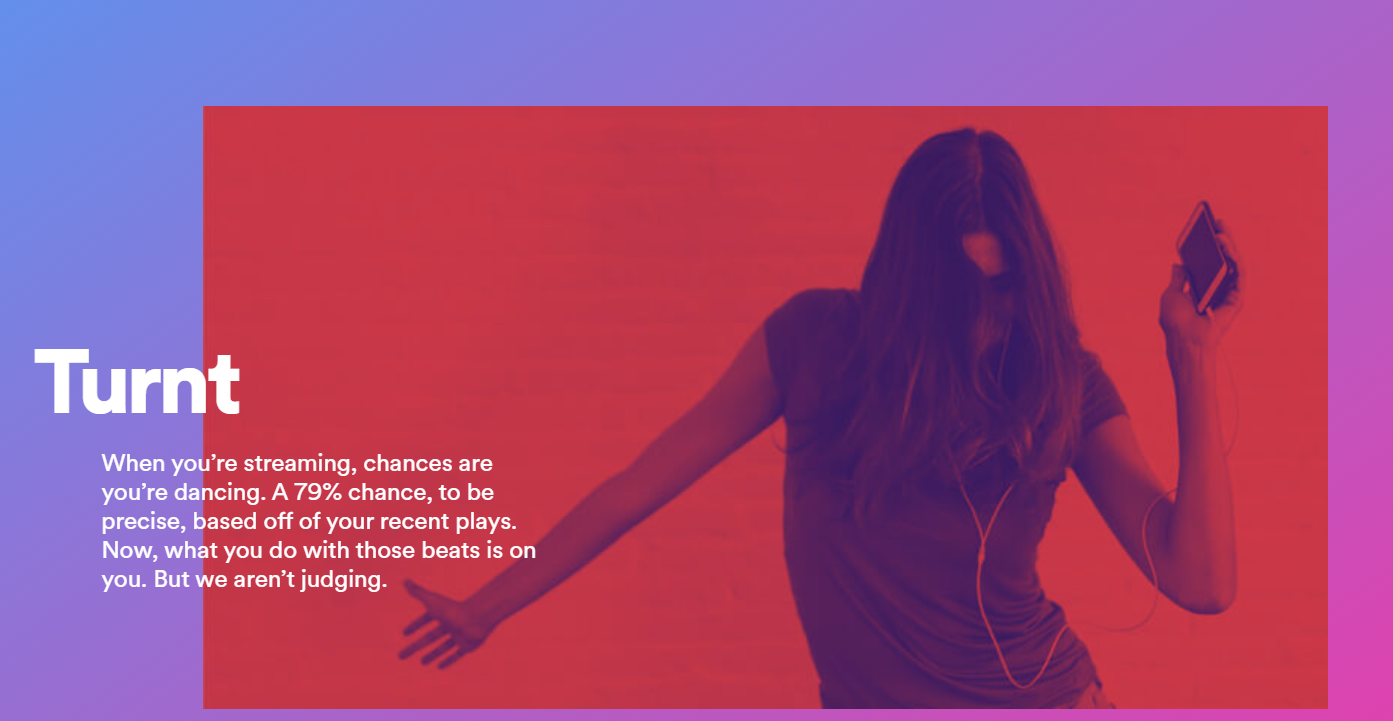 Turnt
When you’re streaming, chances are
you’re dancing. A 79% chance, to be
precise, based off of your recent plays.
Now, what you do with those beats is on
you. But we aren’t judging.